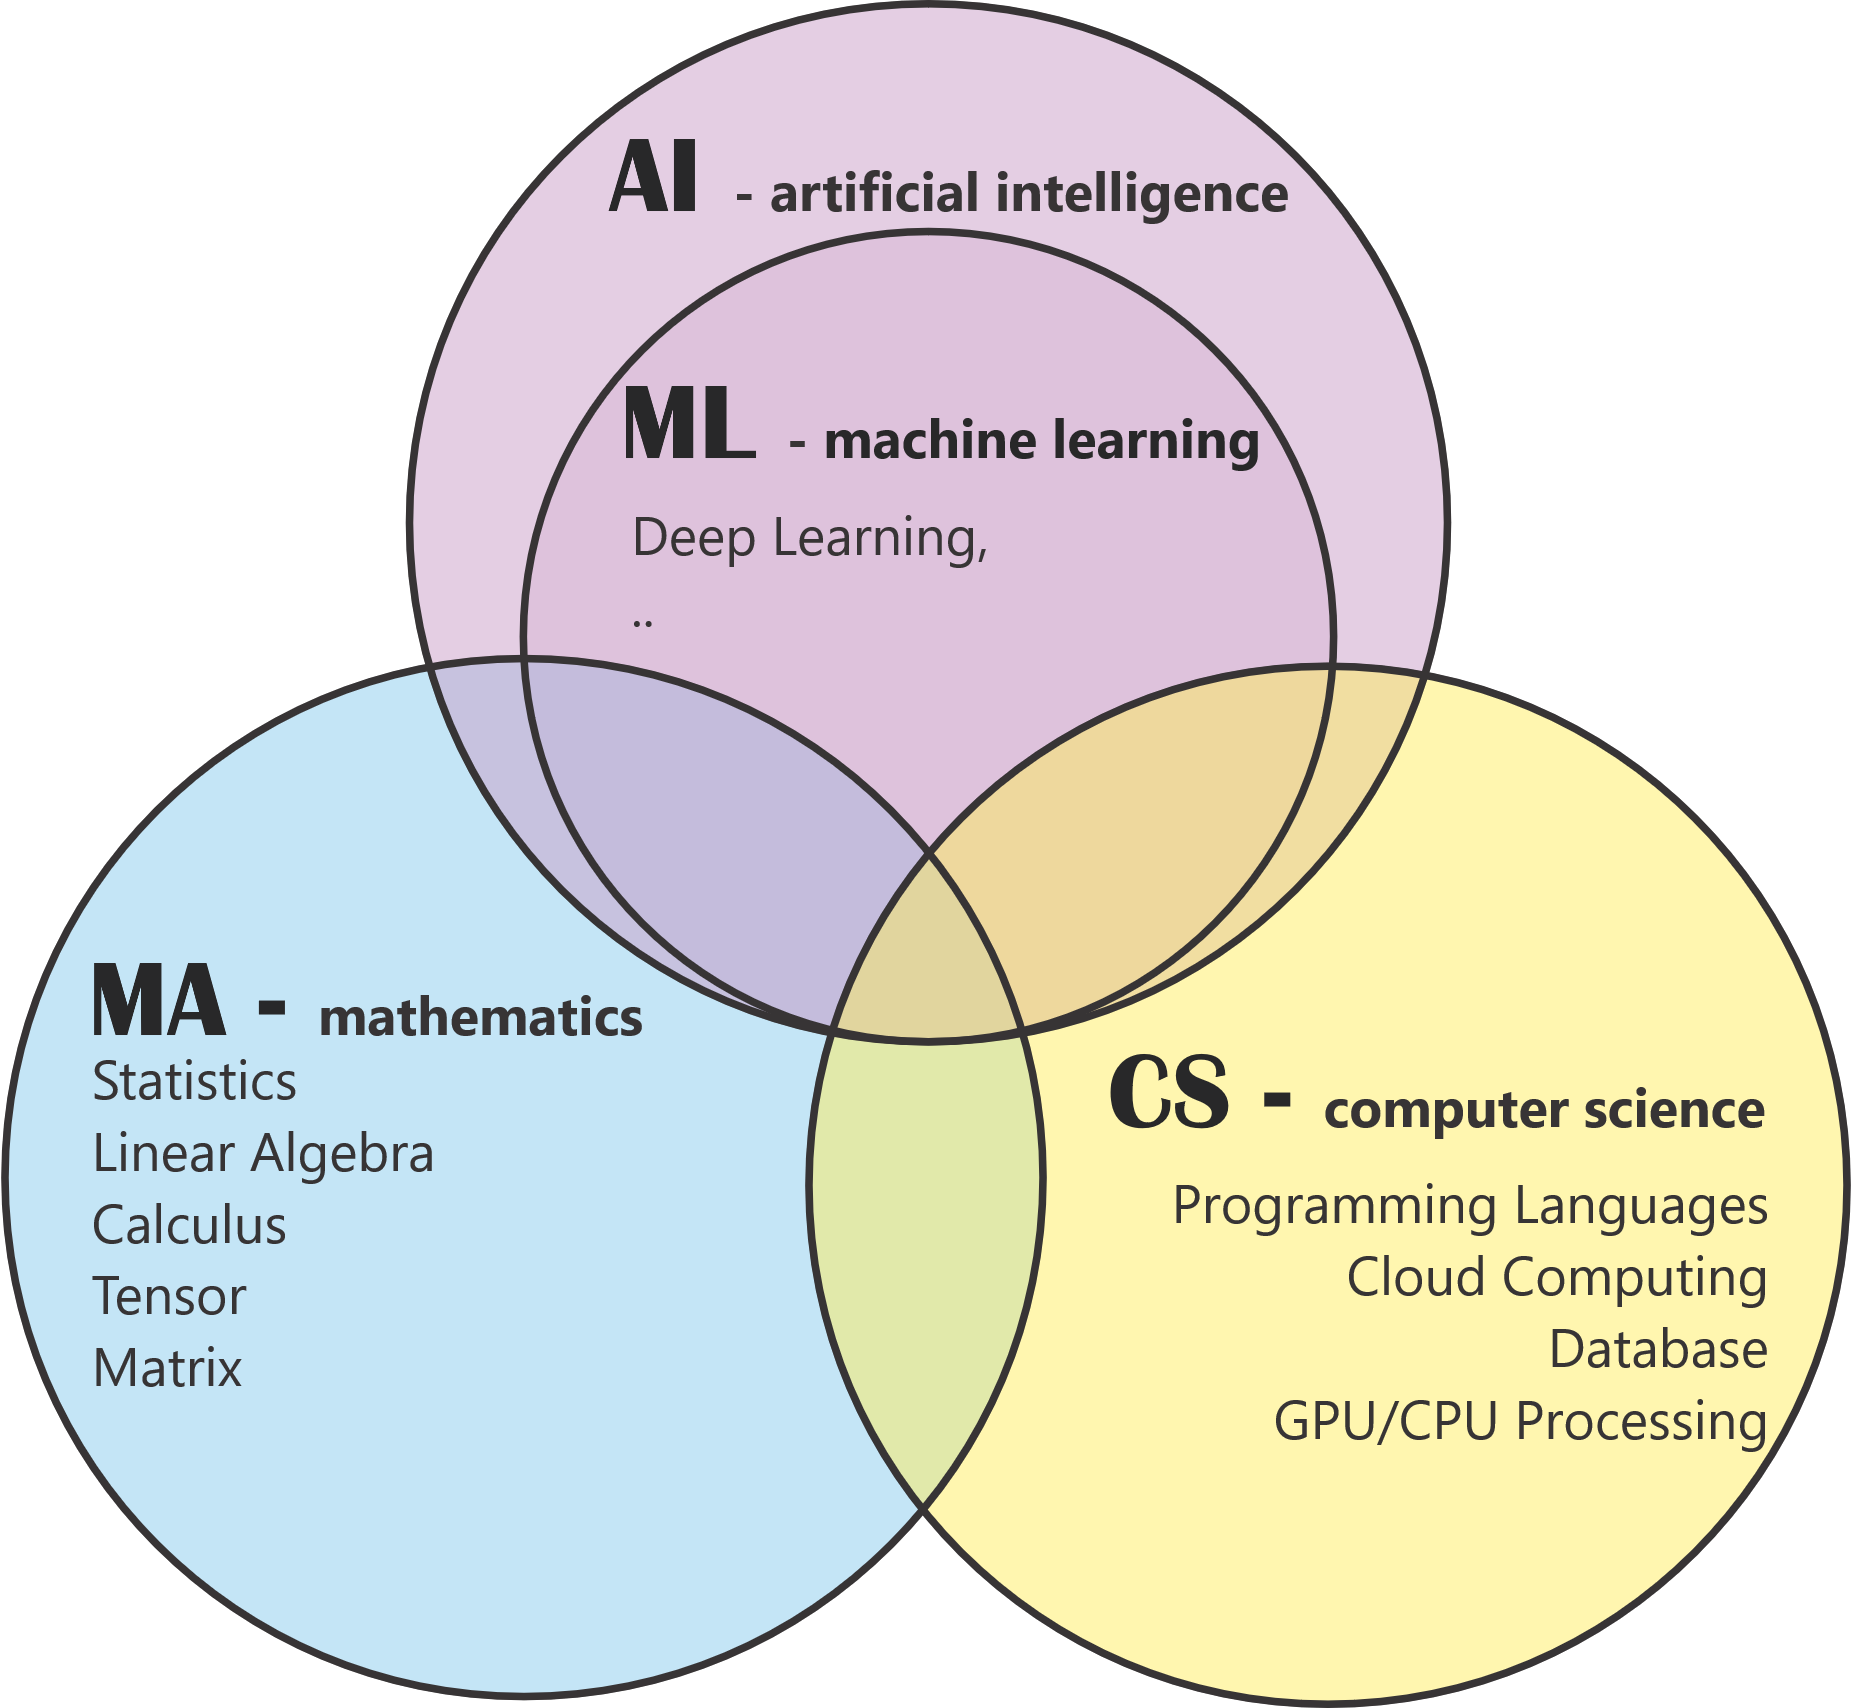 AI - artificial intelligence
ML - machine learning
Deep Learning,
..
MA - mathematics
Statistics
Linear Algebra
Calculus
Tensor
Matrix
CS - computer science
Programming Languages
Cloud Computing
Database
GPU/CPU Processing